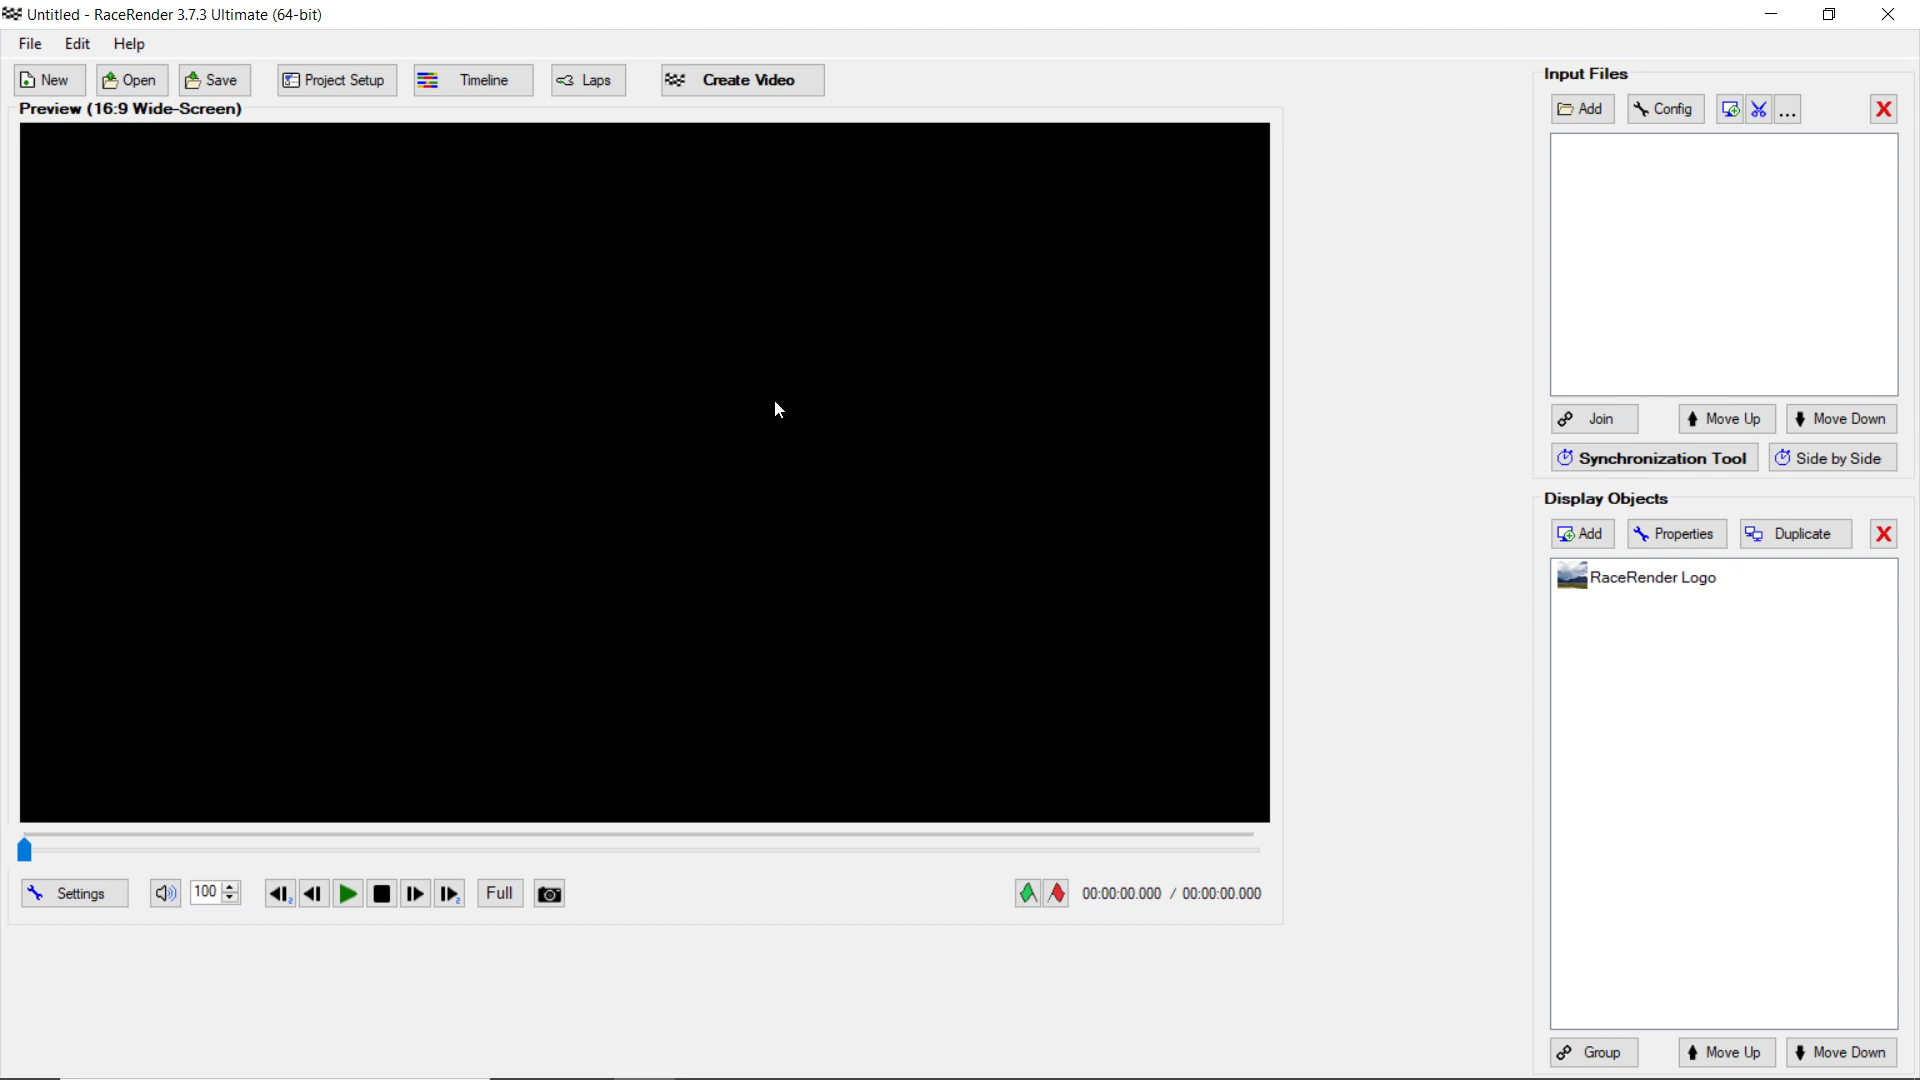 Untitled - RaceRender 3.7.3 Ultimate (64-bit)
File Edit Help
New Open Save Project Setup Timeline Laps Create Video
Preview (16:9 Wide-Screen)
Settings 100 2 2 Full 00:00:00.000 / 00:00:00.000
Input Files
Add Config ...
Join Move Up Move Down
Synchronization Tool Side by Side
Display Objects
Add Properties Duplicate
RaceRender Logo
Group Move Up Move Down